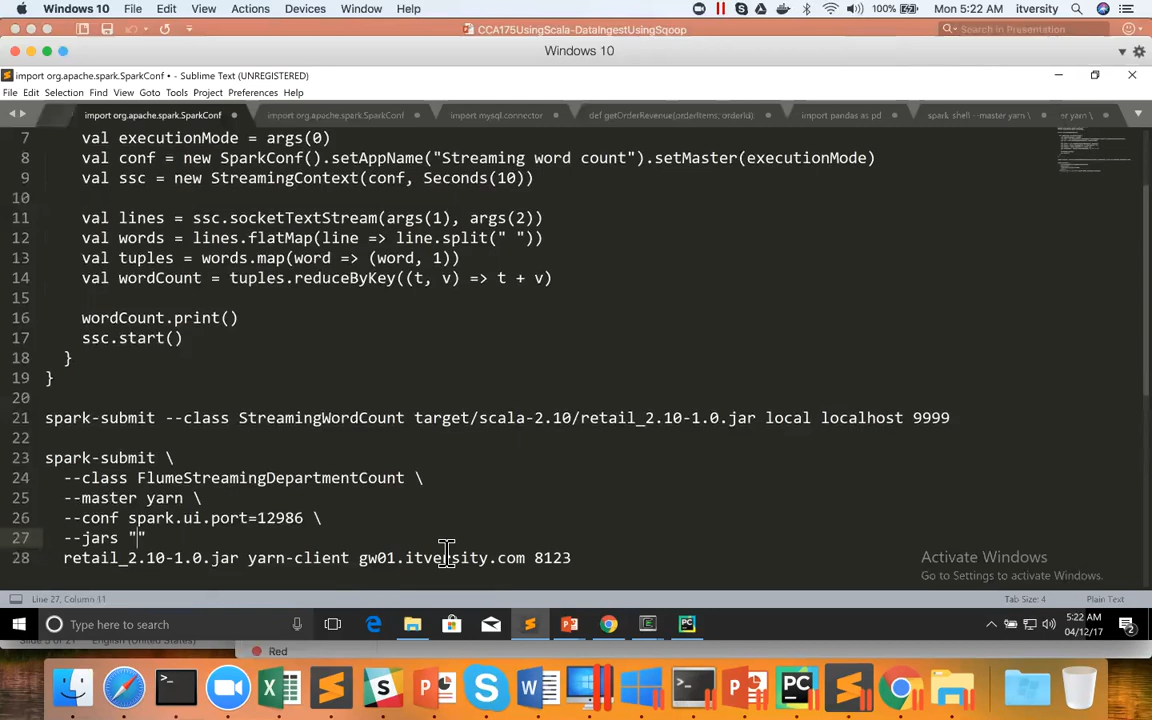 Windows 10 File Edit View Actions Devices Window Help 100% Mon 5:22 AM itversity
CCA175UsingScala-DataIngestUsingSqoop Search in Presentation
Windows 10
import org.apache.spark.SparkConf • - Sublime Text (UNREGISTERED)
File Edit Selection Find View Goto Tools Project Preferences Help
import org.apache.spark.SparkConf import org.apache.spark.SparkConf import mysql.connector def getOrderRevenue(orderItems, orderId): import pandas as pd spark-shell --master yarn \ er yarn \
7 val executionMode = args(0)
8 val conf = new SparkConf().setAppName("Streaming word count").setMaster(executionMode)
9 val ssc = new StreamingContext(conf, Seconds(10))
10
11 val lines = ssc.socketTextStream(args(1), args(2))
12 val words = lines.flatMap(line => line.split(" "))
13 val tuples = words.map(word => (word, 1))
14 val wordCount = tuples.reduceByKey((t, v) => t + v)
15
16 wordCount.print()
17 ssc.start()
18 }
19 }
20
21 spark-submit --class StreamingWordCount target/scala-2.10/retail_2.10-1.0.jar local localhost 9999
22
23 spark-submit \
24 --class FlumeStreamingDepartmentCount \
25 --master yarn \
26 --conf spark.ui.port=12986 \
27 --jars ""
28 retail_2.10-1.0.jar yarn-client gw01.itversity.com 8123
Activate Windows
Go to Settings to activate Windows.
Line 27, Column 11 Tab Size: 4 Plain Text
Type here to search 5:22 AM
04/12/17
2
English (United States)
Red